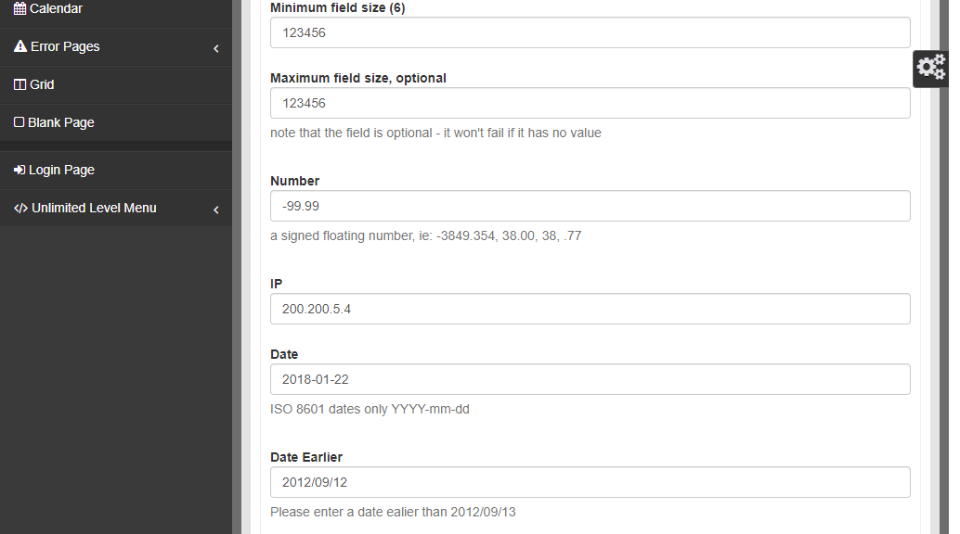 Calendar
Error Pages
Grid
Blank Page
Login Page
Unlimited Level Menu
Minimum field size (6)
123456
Maximum field size, optional
123456
note that the field is optional - it won't fail if it has no value
Number
-99.99
a signed floating number, ie: -3849.354, 38.00, 38, .77
IP
200.200.5.4
Date
2018-01-22
ISO 8601 dates only YYYY-mm-dd
Date Earlier
2012/09/12
Please enter a date ealier than 2012/09/13